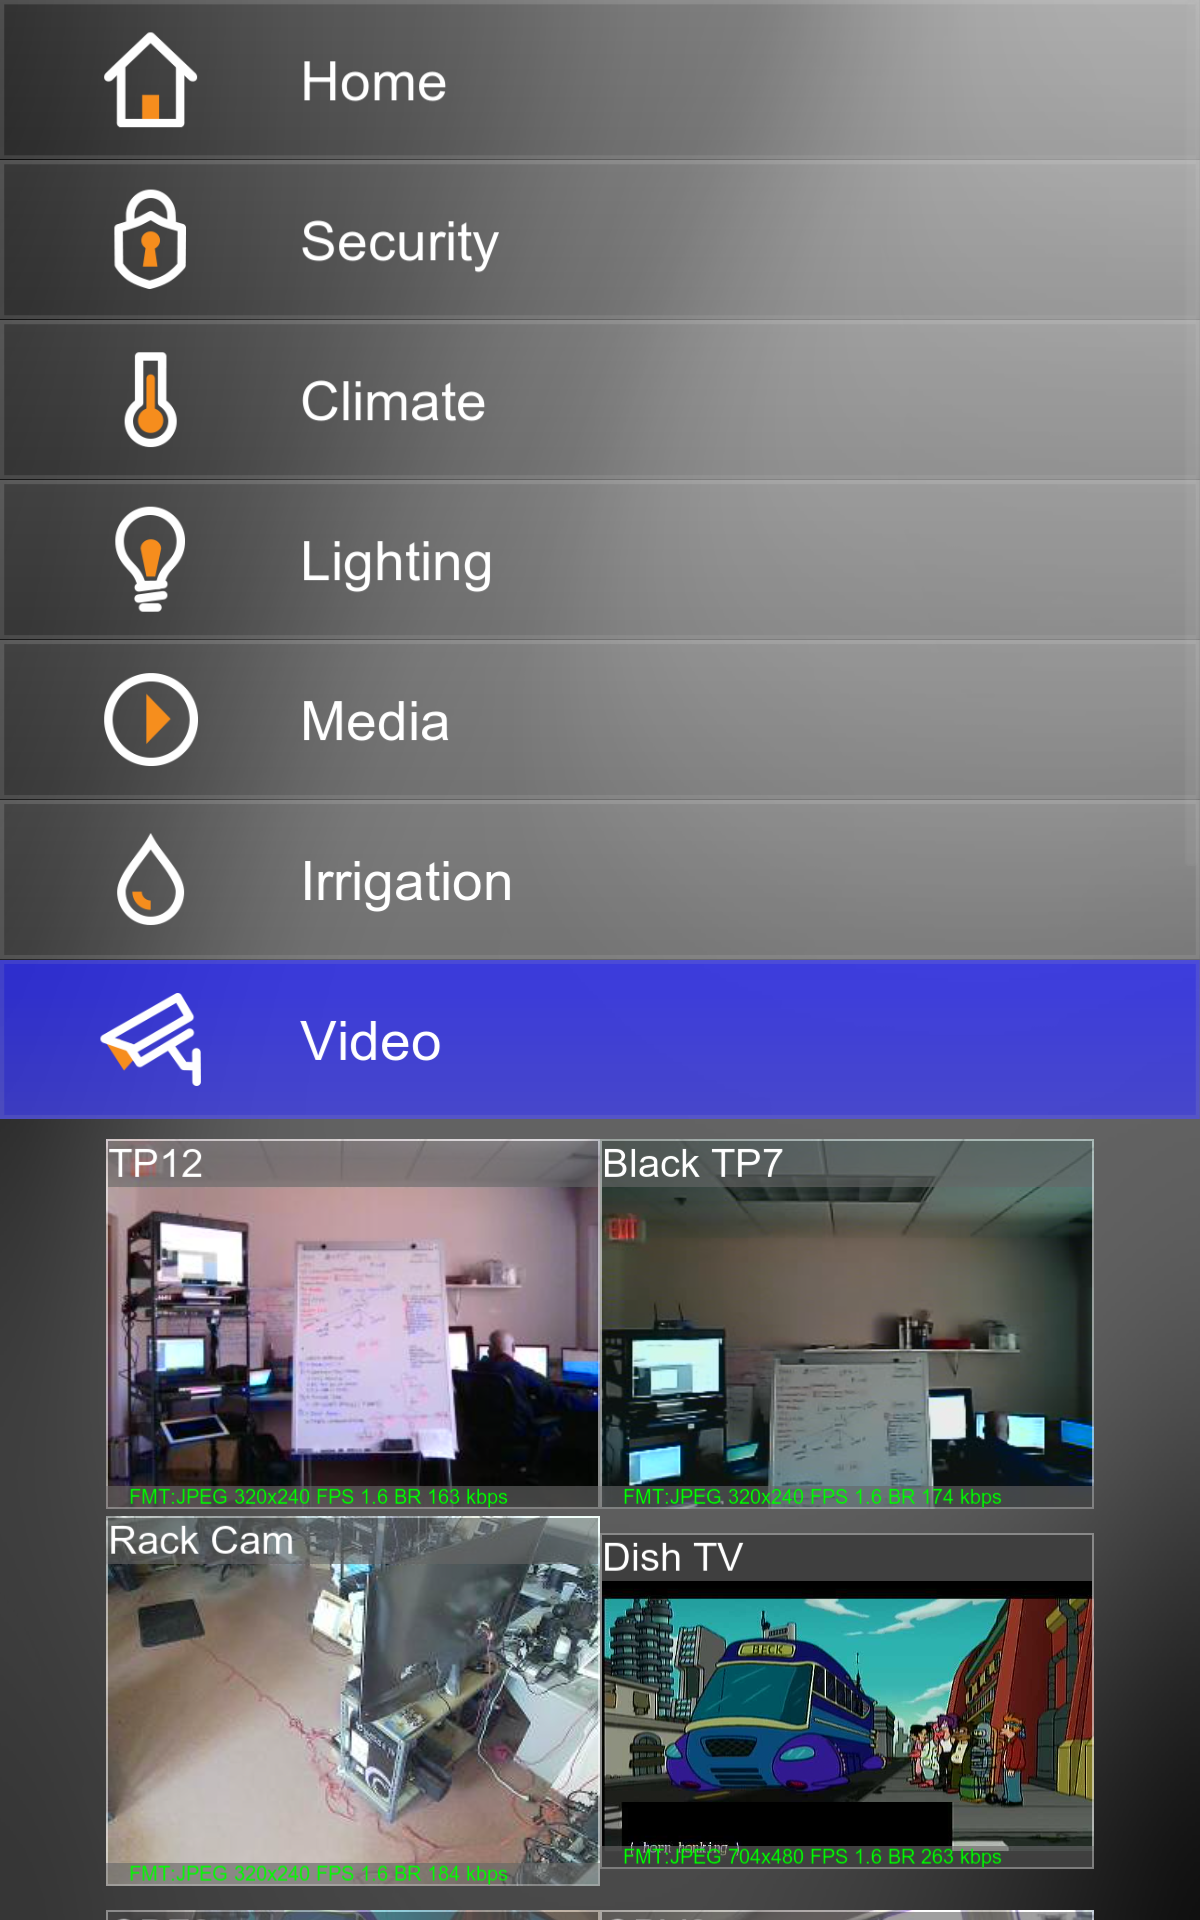 Home
Security
Climate
Lighting
Media
Irrigation
Video
TP12
Black TP7
EXIT
FMT:JPEG 320x240 FPS 1.6 BR 163 kbps
FMT:JPEG 320x240 FPS 1.6 BR 174 kbps
Rack Cam
Dish TV
BECK
( horn honking )
FMT:JPEG 320x240 FPS 1.6 BR 184 kbps
FMT:JPEG 704x480 FPS 1.6 BR 263 kbps